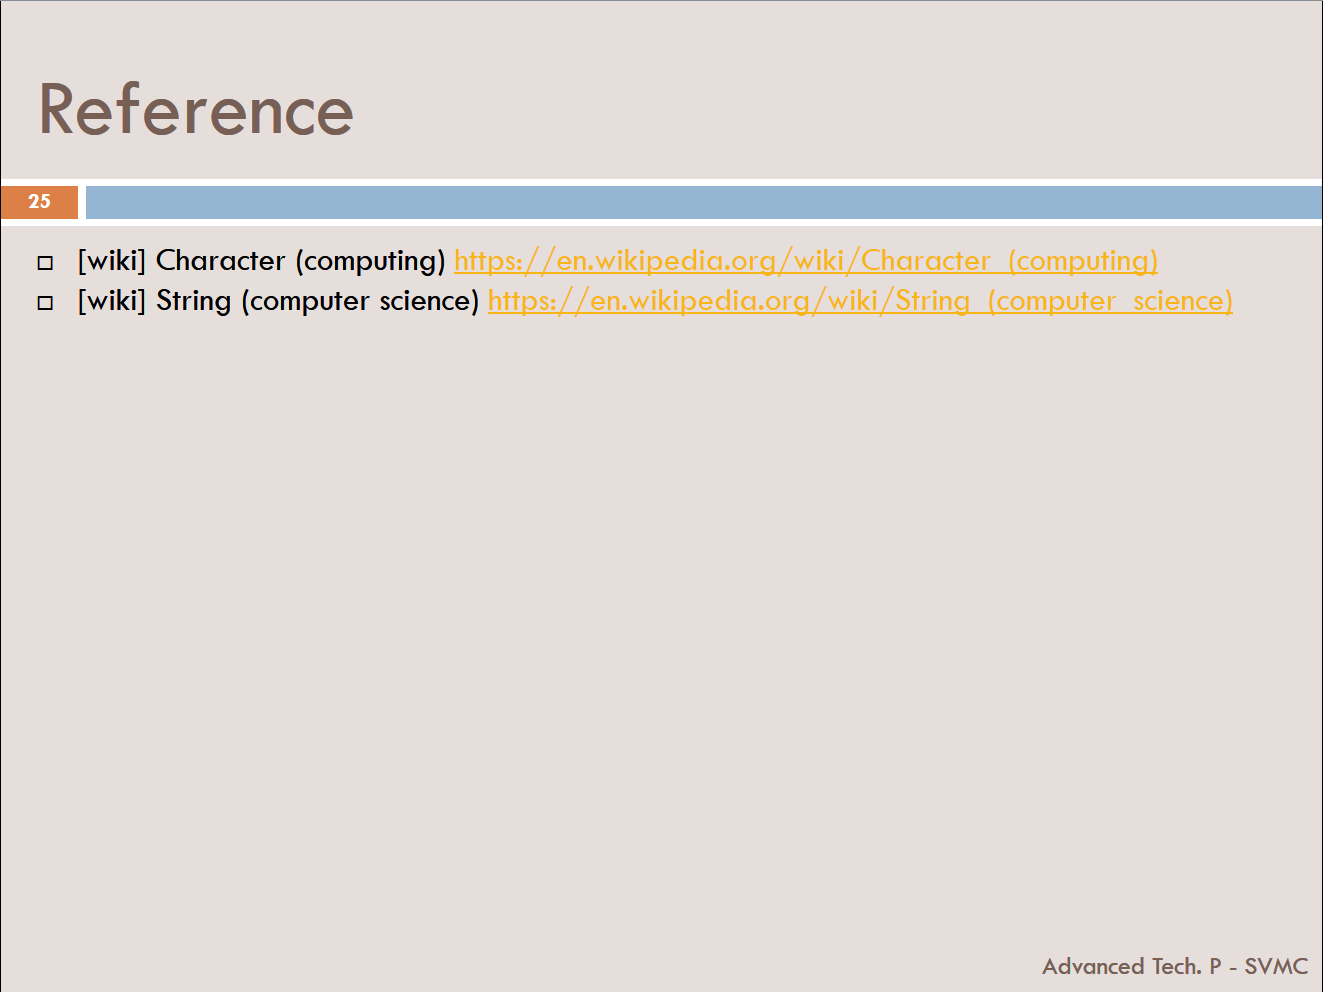 Reference
25
[wiki] Character (computing) https://en.wikipedia.org/wiki/Character_(computing)
[wiki] String (computer science) https://en.wikipedia.org/wiki/String_(computer_science)
Advanced Tech. P - SVMC